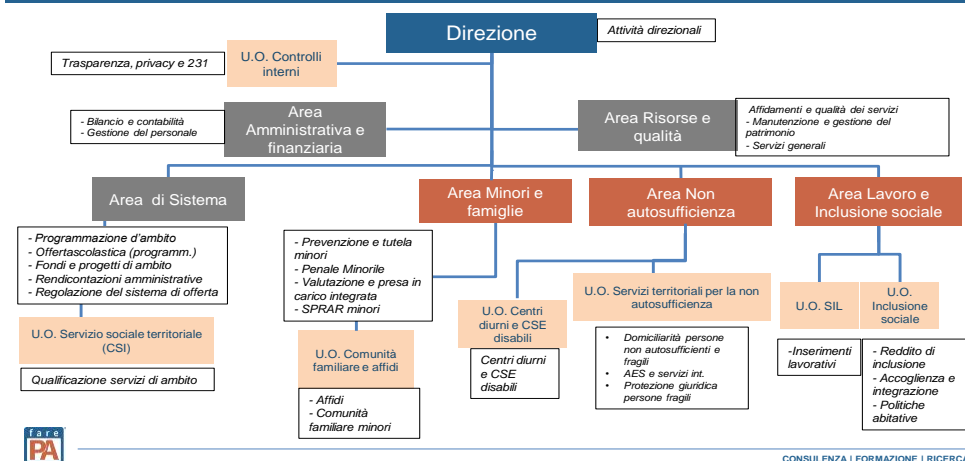 Direzione
Attività direzionali
Trasparenza, privacy e 231
U.O. Controlli
interni
- Bilancio e contabilità
- Gestione del personale
Area
Amministrativa e
finanziaria
Area Risorse e
qualità
Affidamenti e qualità dei servizi
- Manutenzione e gestione del
patrimonio
- Servizi generali
Area di Sistema
Area Minori e
famiglie
Area Non
autosufficienza
Area Lavoro e
Inclusione sociale
- Programmazione d'ambito
- Offertascolastica (programm.)
- Fondi e progetti di ambito
- Rendicontazioni amministrative
- Regolazione del sistema di offerta
U.O. Servizio sociale territoriale
(CSI)
Qualificazione servizi di ambito
- Prevenzione e tutela
minori
- Penale Minorile
- Valutazione e presa in
carico integrata
- SPRAR minori
U.O. Comunità
familiare e affidi
- Affidi
- Comunità
familiare minori
U.O. Centri
diurni e CSE
disabili
Centri diurni
e CSE
disabili
U.O. Servizi territoriali per la non
autosufficienza
• Domiciliarità persone
non autosufficienti e
fragili
• AES e servizi int.
• Protezione giuridica
persone fragili
U.O. SIL
-Inserimenti
lavorativi
U.O.
Inclusione
sociale
- Reddito di
inclusione
- Accoglienza e
integrazione
- Politiche
abitative
fare
PA
CONSULENZA | FORMAZIONE | RICERCA